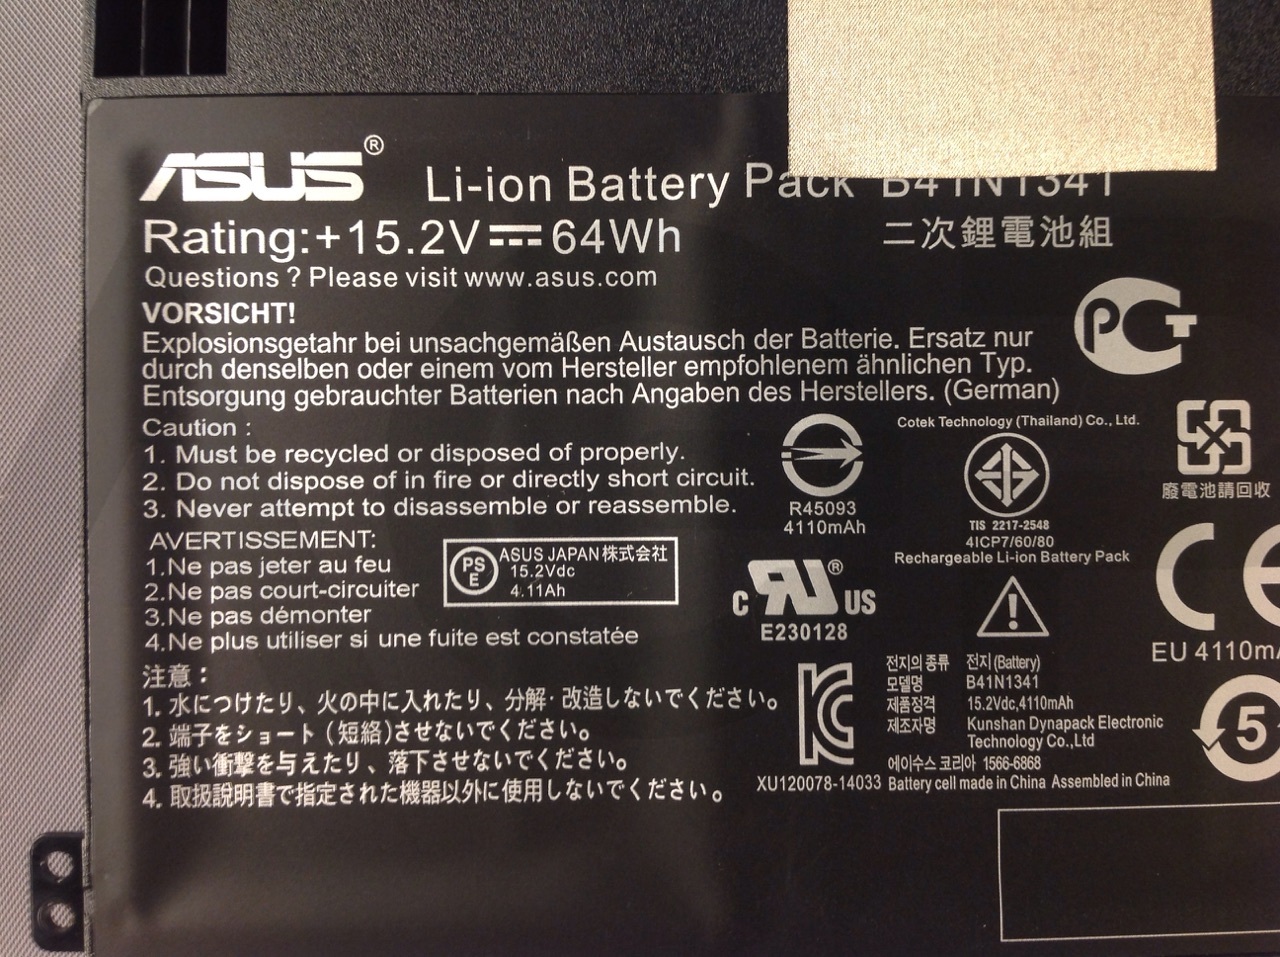 ASUS®
Li-ion Battery Pack B41N1341
Rating:+15.2V⎓64Wh
二次鋰電池組
Questions ? Please visit www.asus.com
VORSICHT!
Explosionsgetahr bei unsachgemäßen Austausch der Batterie. Ersatz nur
durch denselben oder einem vom Hersteller empfohlenem ähnlichen Typ.
Entsorgung gebrauchter Batterien nach Angaben des Herstellers. (German)
PCT
Caution :
1. Must be recycled or disposed of properly.
2. Do not dispose of in fire or directly short circuit.
3. Never attempt to disassemble or reassemble.
R45093
4110mAh
Cotek Technology (Thailand) Co., Ltd.
TIS 2217-2548
4ICP7/60/80
Rechargeable Li-ion Battery Pack
廢電池請回收
AVERTISSEMENT:
1.Ne pas jeter au feu
2.Ne pas court-circuiter
3.Ne pas démonter
4.Ne plus utiliser si une fuite est constatée
PS
E
ASUS JAPAN株式会社
15.2Vdc
4.11Ah
C RU® US
E230128
CE
EU 4110mA
注意：
1. 水につけたり、火の中に入れたり、分解・改造しないでください。
2. 端子をショート（短絡）させないでください。
3. 強い衝撃を与えたり、落下させないでください。
4. 取扱説明書で指定された機器以外に使用しないでください。
KC
XU120078-14033
전지의 종류 전지 (Battery)
모델명 B41N1341
제품정격 15.2Vdc,4110mAh
제조자명 Kunshan Dynapack Electronic
Technology Co.,Ltd
에이수스 코리아 1566-6868
Battery cell made in China Assembled in China
5